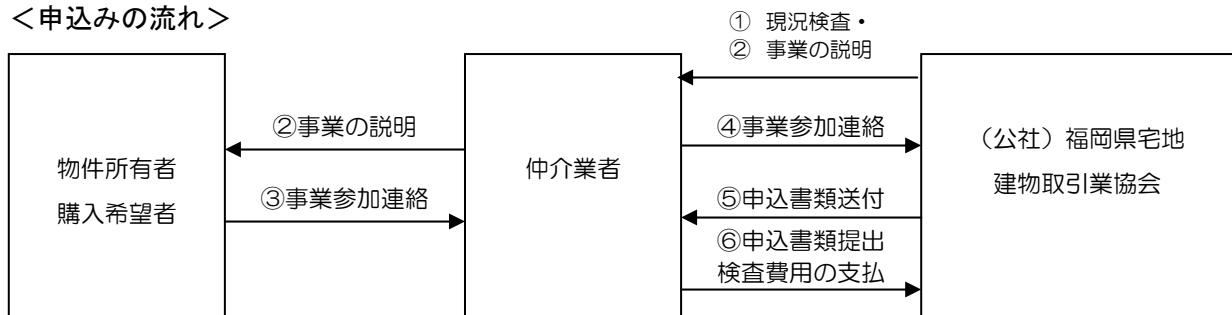 ＜申込みの流れ＞
① 現況検査・
② 事業の説明
②事業の説明
③事業参加連絡
物件所有者
購入希望者
仲介業者
④事業参加連絡
⑤申込書類送付
⑥申込書類提出
検査費用の支払
（公社）福岡県宅地
建物取引業協会